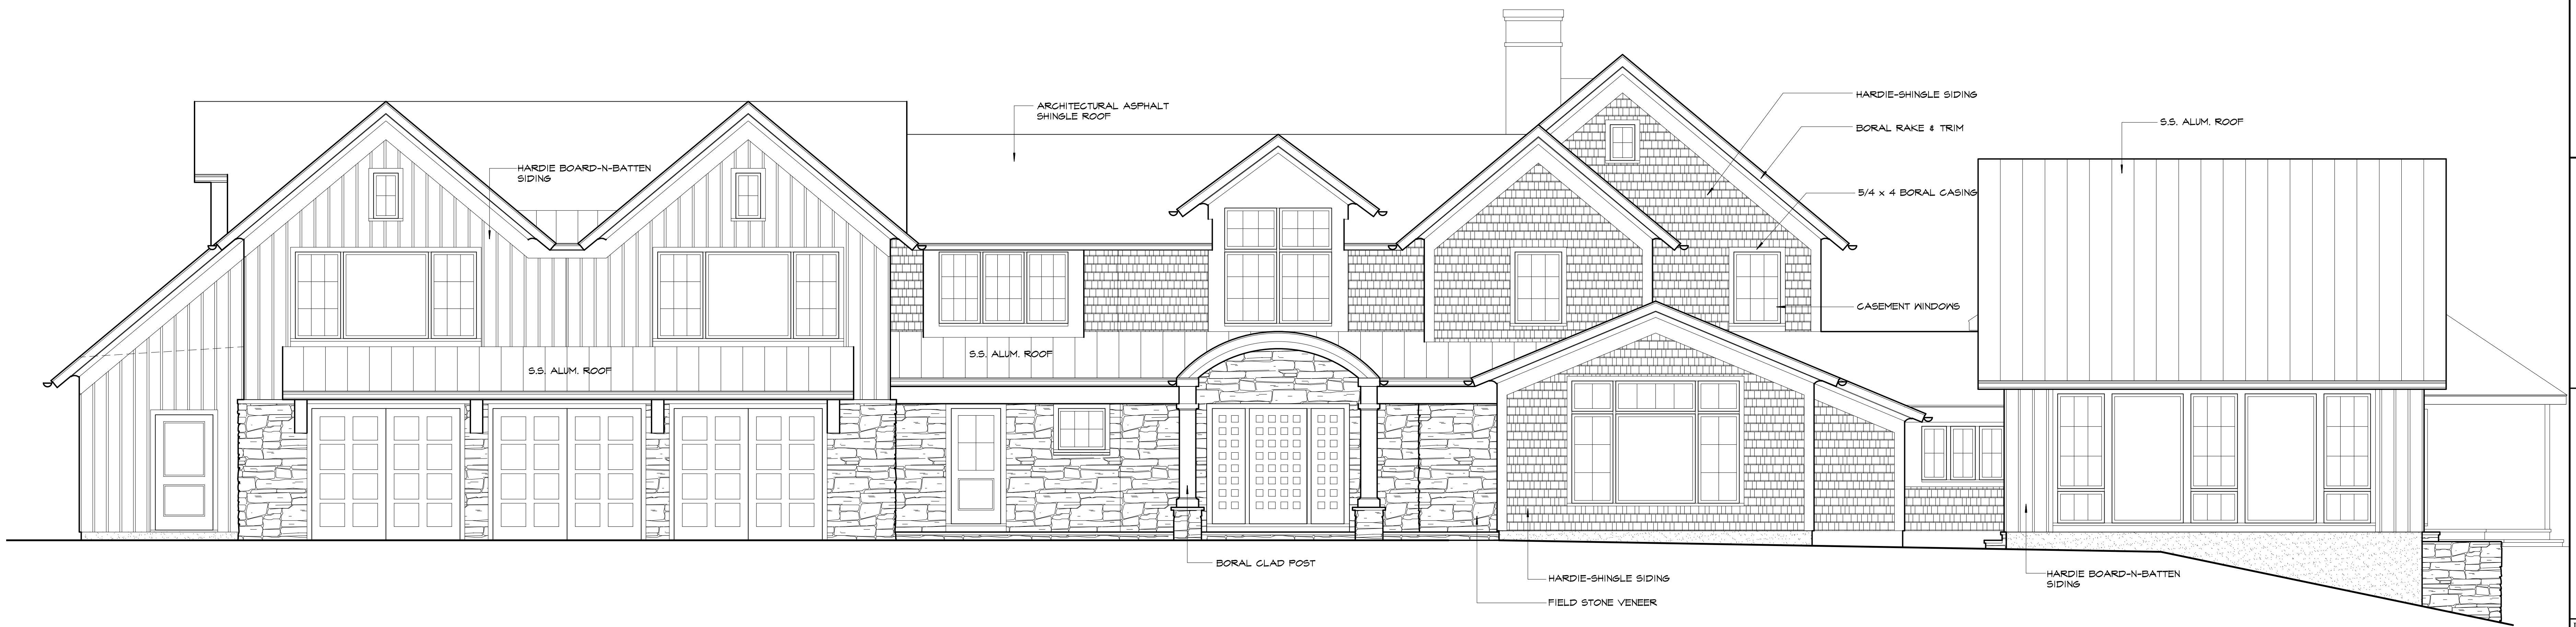 HARDIE-SHINGLE SIDING
ARCHITECTURAL ASPHALT
SHINGLE ROOF
S.S. ALUM. ROOF
BORAL RAKE & TRIM
HARDIE BOARD-N-BATTEN
SIDING
5/4 x 4 BORAL CASING
CASEMENT WINDOWS
S.S. ALUM. ROOF
S.S. ALUM. ROOF
BORAL CLAD POST
HARDIE-SHINGLE SIDING
HARDIE BOARD-N-BATTEN
SIDING
FIELD STONE VENEER